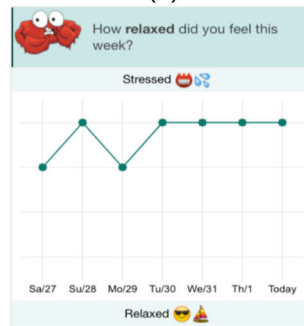 How relaxed did you feel this
week?
Stressed 📛💦
Sa/27 Su/28 Mo/29 Tu/30 We/31 Th/1 Today
Relaxed 😎⛵